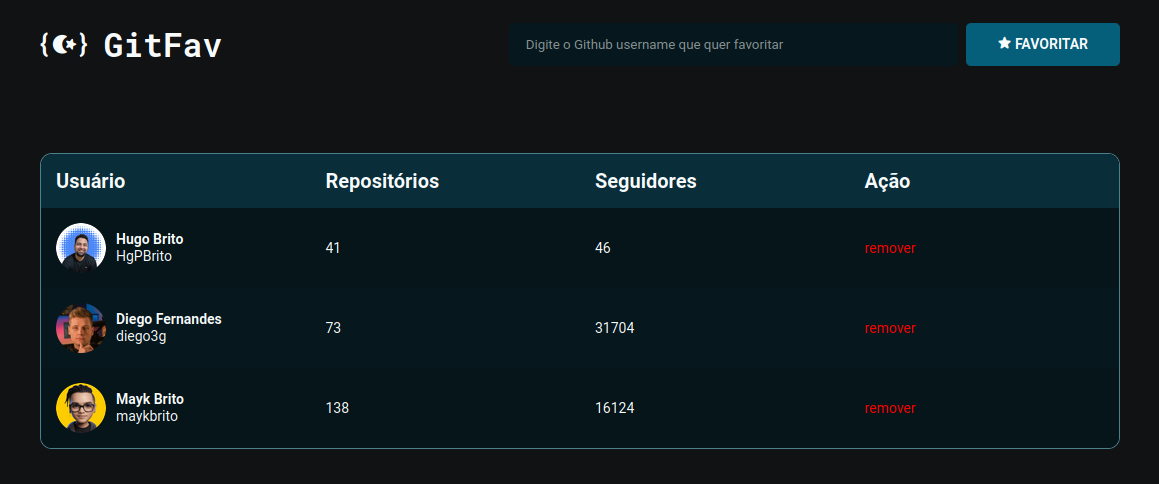 GitFav
Digite o Github username que quer favoritar
FAVORITAR
Usuário Repositórios Seguidores Ação
Hugo Brito
HgPBrito
41 46 remover
Diego Fernandes
diego3g
73 31704 remover
Mayk Brito
maykbrito
138 16124 remover